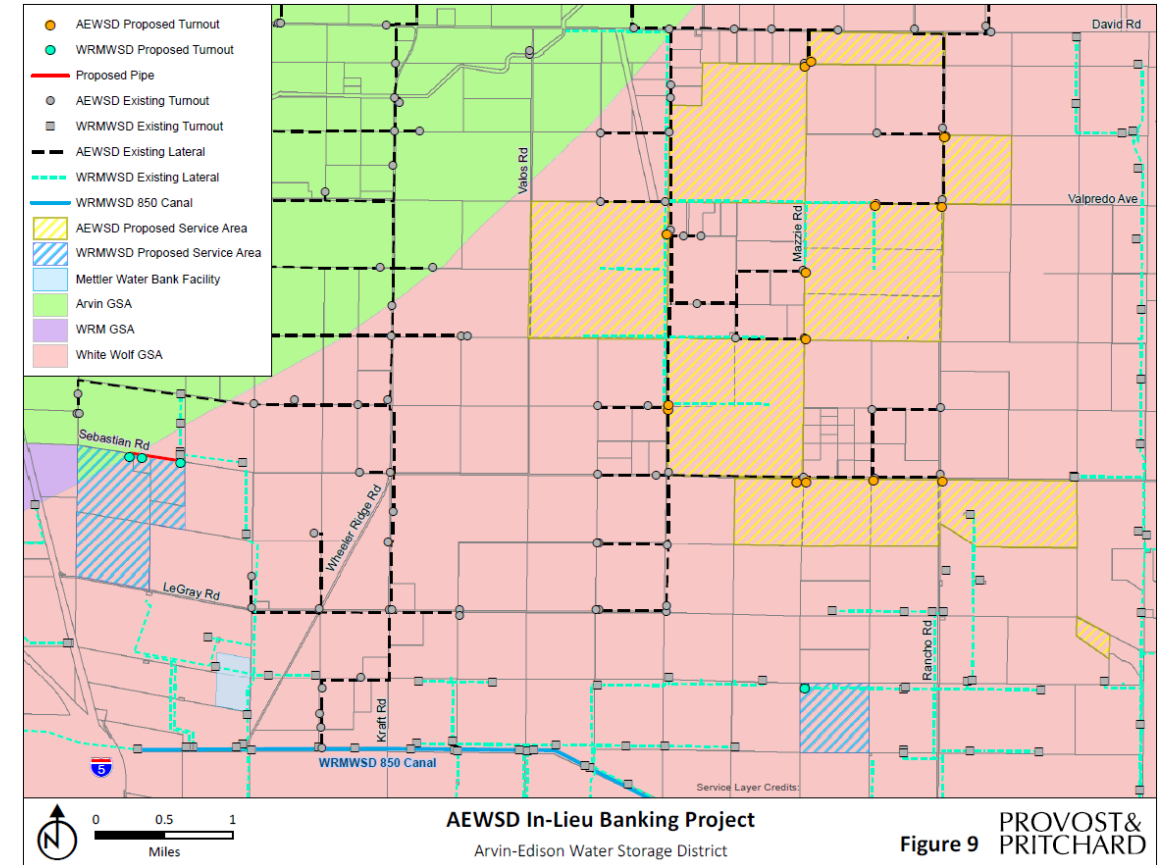 AEWSD Proposed Turnout
WRMWSD Proposed Turnout
Proposed Pipe
AEWSD Existing Turnout
WRMWSD Existing Turnout
AEWSD Existing Lateral
WRMWSD Existing Lateral
WRMWSD 850 Canal
AEWSD Proposed Service Area
WRMWSD Proposed Service Area
Mettler Water Bank Facility
Arvin GSA
WRM GSA
White Wolf GSA
David Rd
Valos Rd
Valpredo Ave
Mazzie Rd
Sebastian Rd
Wheeler Ridge Rd
LeGray Rd
Rancho Rd
Kraft Rd
WRMWSD 850 Canal
5
Service Layer Credits:
N
0 0.5 1
Miles
AEWSD In-Lieu Banking Project
Arvin-Edison Water Storage District
Figure 9
PROVOST&
PRITCHARD